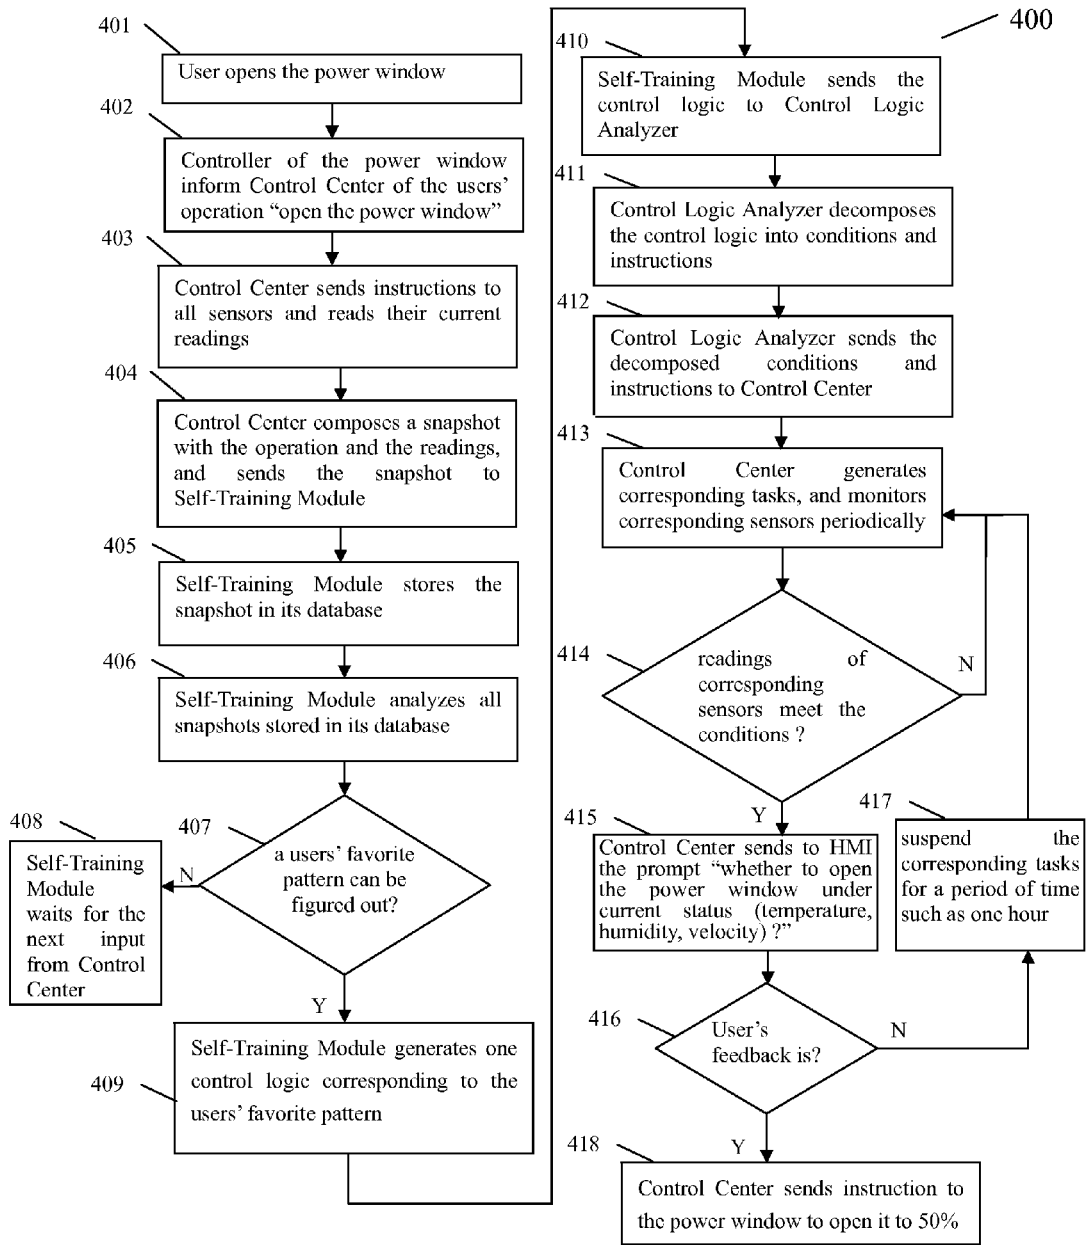 400
401
User opens the power window
402
Controller of the power window
inform Control Center of the users'
operation “open the power window”
403
Control Center sends instructions to
all sensors and reads their current
readings
404
Control Center composes a snapshot
with the operation and the readings,
and sends the snapshot to
Self-Training Module
405
Self-Training Module stores the
snapshot in its database
406
Self-Training Module analyzes all
snapshots stored in its database
407
a users' favorite
pattern can be
figured out?
N
408
Self-Training
Module
waits for the
next input
from Control
Center
Y
409
Self-Training Module generates one
control logic corresponding to the
users' favorite pattern
410
Self-Training Module sends the
control logic to Control Logic
Analyzer
411
Control Logic Analyzer decomposes
the control logic into conditions and
instructions
412
Control Logic Analyzer sends the
decomposed conditions and
instructions to Control Center
413
Control Center generates
corresponding tasks, and monitors
corresponding sensors periodically
414
readings of
corresponding
sensors meet the
conditions ?
N
Y
415
Control Center sends to HMI
the prompt “whether to open
the power window under
current status (temperature,
humidity, velocity) ?”
416
User's
feedback is?
N
417
suspend the
corresponding tasks
for a period of time
such as one hour
Y
418
Control Center sends instruction to
the power window to open it to 50%